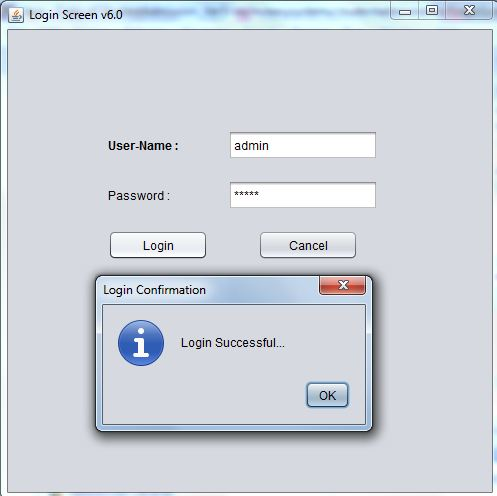 Login Screen v6.0
User-Name : admin
Password : *****
Login Cancel
Login Confirmation
Login Successful...
OK